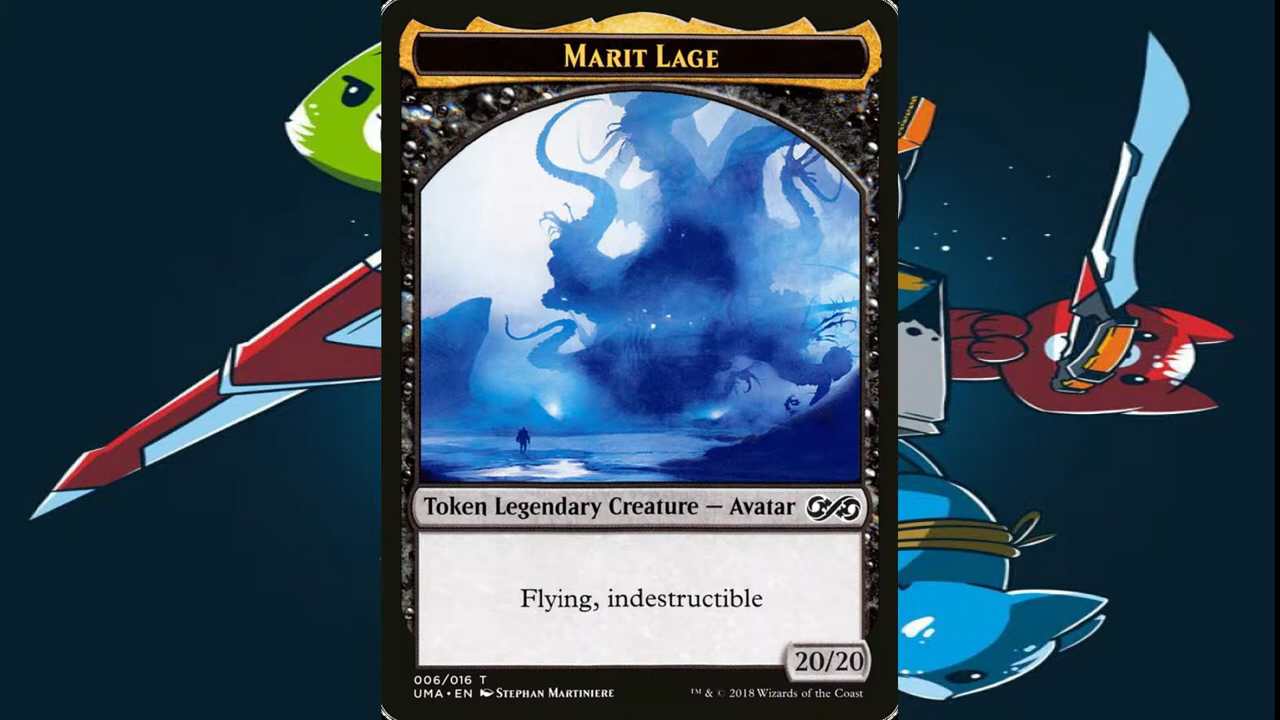 MARIT LAGE
Token Legendary Creature — Avatar
Flying, indestructible
20/20
006/016 T
UMA • EN STEPHAN MARTINIERE
™ & © 2018 Wizards of the Coast